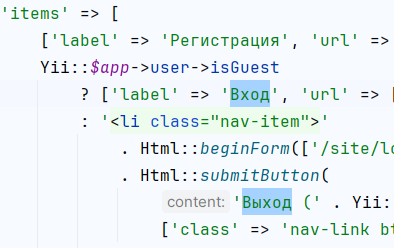 'items' => [
['label' => 'Регистрация', 'url' =>
Yii::$app->user->isGuest
? ['label' => 'Вход', 'url' => [
: '<li class="nav-item">'
. Html::beginForm(['/site/lo
. Html::submitButton(
content: 'Выход (' . Yii:
['class' => 'nav-link bt